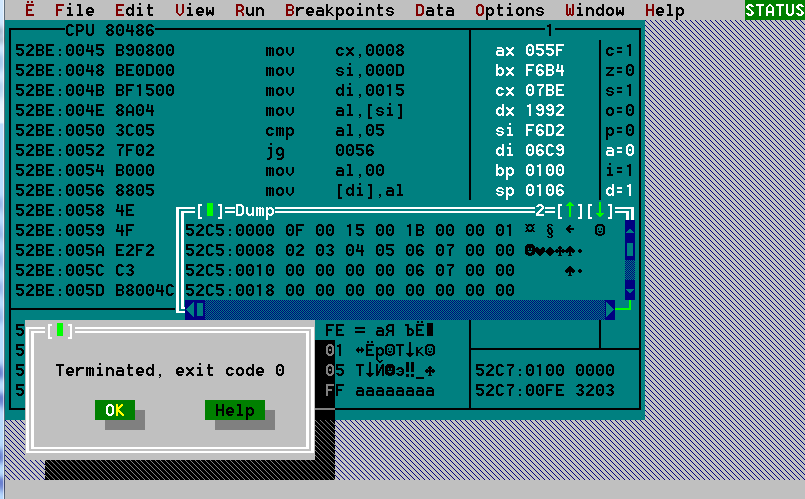 Ë File Edit View Run Breakpoints Data Options Window Help STATUS
CPU 80486 1
52BE:0045 B90800 mov cx,0008 ax 055F c=1
52BE:0048 BE0D00 mov si,000D bx F6B4 z=0
52BE:004B BF1500 mov di,0015 cx 07BE s=1
52BE:004E 8A04 mov al,[si] dx 1992 o=0
52BE:0050 3C05 cmp al,05 si F6D2 p=0
52BE:0052 7F02 jg 0056 di 06C9 a=0
52BE:0054 B000 mov al,00 bp 0100 i=1
52BE:0056 8805 mov [di],al sp 0106 d=1
52BE:0058 4E
[■]=Dump 2=[↑][↓]
52BE:0059 4F
52C5:0000 0F 00 15 00 1B 00 00 01 ¤ § ← ☺
52BE:005A E2F2
52C5:0008 02 03 04 05 06 07 00 00 ☻♥♦♣♠•
52BE:005C C3
52C5:0010 00 00 00 00 06 07 00 00 ♠•
52BE:005D B8004C
52C5:0018 00 00 00 00 00 00 00 00
[■]
5 FE = aЯ ЪË█
5 01 ↔Ëp☺T↓к☺
Terminated, exit code 0
5 05 T↓Й☻э‼_♣ 52C7:0100 0000
5 FF aaaaaaaa 52C7:00FE 3203
OK Help